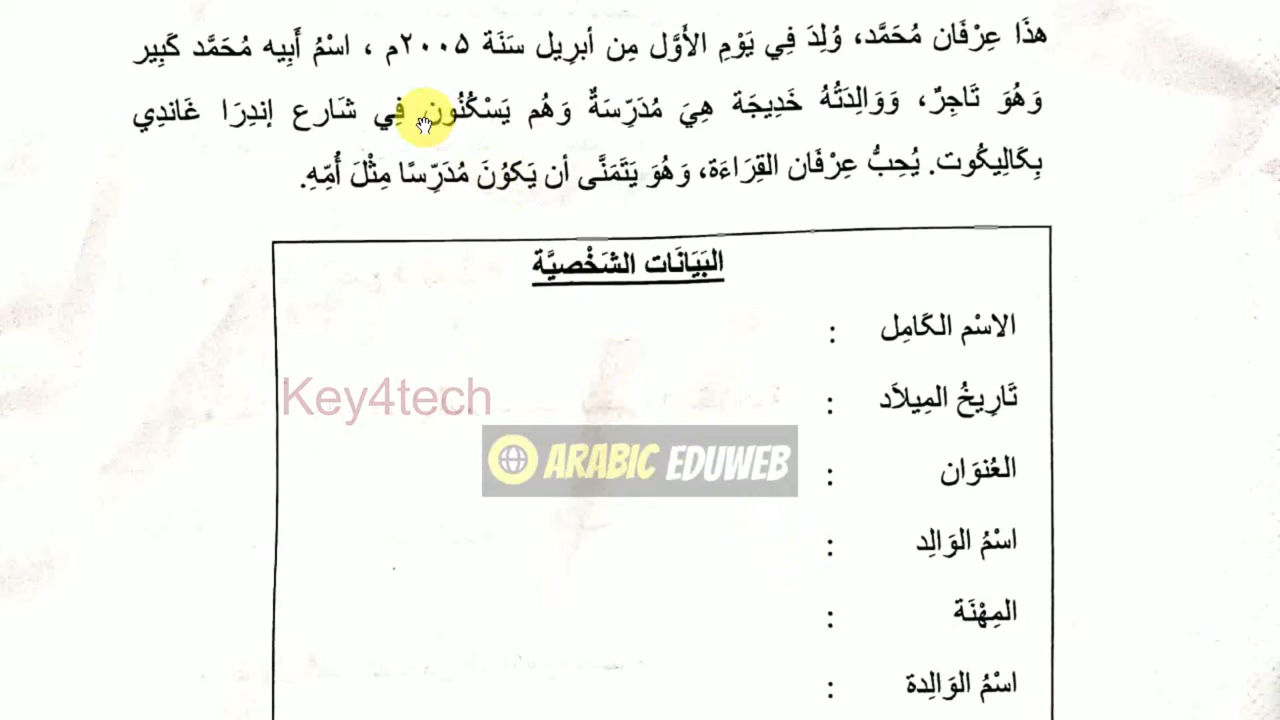 هذَا عِرْفَان مُحَمَّد، وُلِدَ فِي يَوْمِ الأَوَّل مِن أبرِيل سَنَة ٢٠٠٥م ، اسْمُ أَبِيه مُحَمَّد كَبِير
وَهُوَ تَاجِرٌ، وَوَالِدَتُهُ خَدِيجَة هِيَ مُدَرِّسَةٌ وَهُم يَسْكُنُون فِي شَارع إندِرَا غَاندِي
بِكَالِيكُوت. يُحِبُّ عِرْفَان القِرَاءَة، وَهُوَ يَتَمَنَّى أن يَكوُنَ مُدَرِّسًا مِثْلَ أُمِّهِ.
البَيَانَات الشَخْصِيَّة
الاسْم الكَامِل :
تَارِيخُ المِيلاَد :
Key4tech
ARABIC EDUWEB
العُنوَان :
اسْمُ الوَالِد :
المِهْنَة :
اسْمُ الوَالِدة :